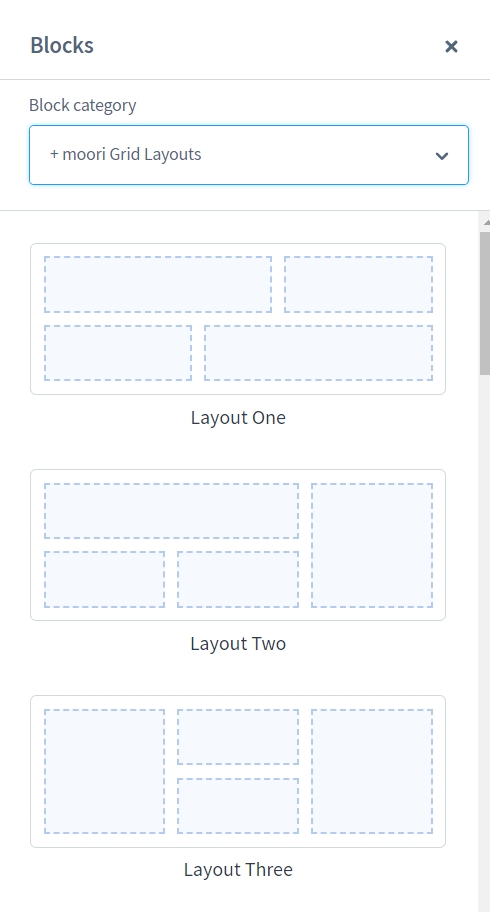 Blocks
Block category
+ moori Grid Layouts
Layout One
Layout Two
Layout Three